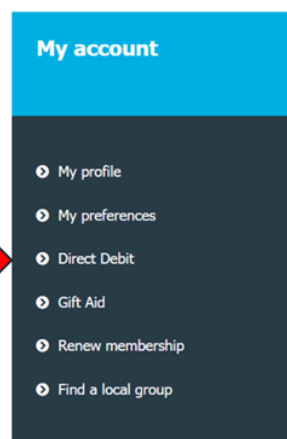 My account
My profile
My preferences
Direct Debit
Gift Aid
Renew membership
Find a local group